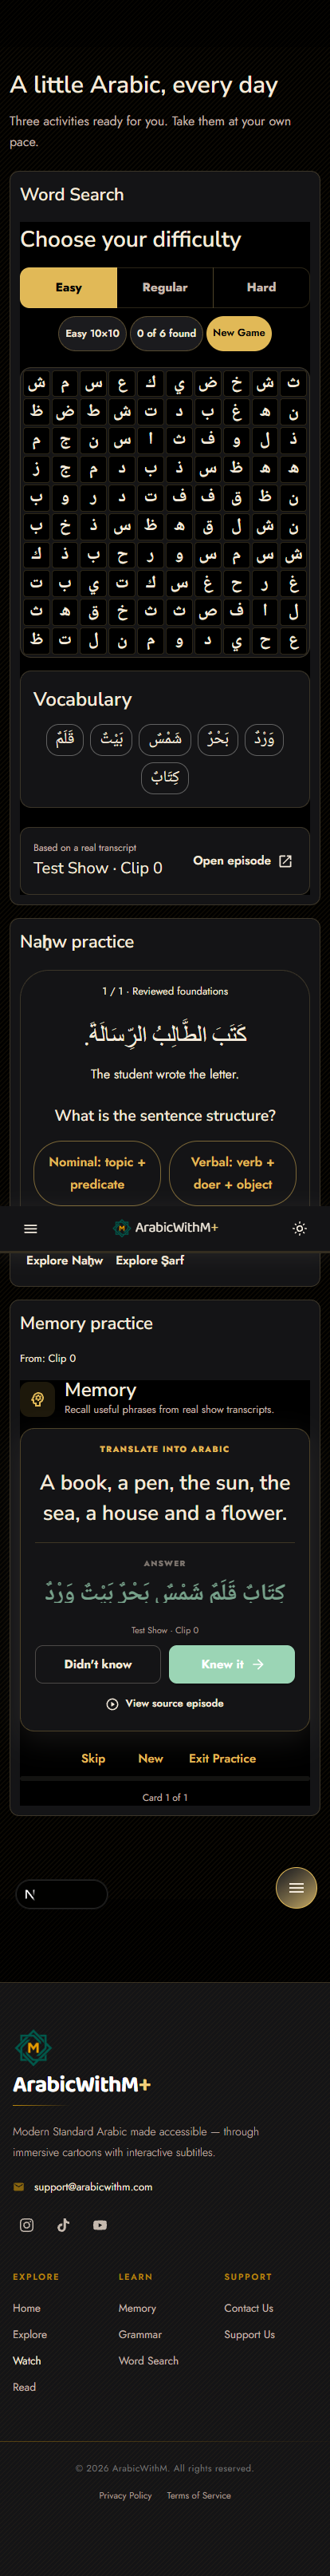 A little Arabic, every day
Three activities ready for you. Take them at your own
pace.
Word Search
Choose your difficulty
Easy Regular Hard
Easy 10×10 0 of 6 found New Game
ث ش خ ض ي ك ع س م ش
ن ه غ ب د ت ش ط ض ظ
ذ ل و ف ث ا س ن ج م
ه ه ظ س ذ ب د م ج ز
ن ظ ق ف ف ت د ر و ب
ن ش ل ق ه ظ س ذ خ ب
ش س م س و ر ح ب ذ ك
غ ر ح غ س ك ت ي ب ت
ل ا ف ص ث ث خ ق ه ث
ع ح ي د و م ن ل ت ظ
Vocabulary
وَرْدٌ بَحْرٌ شَمْسٌ بَيْتٌ قَلَمٌ
كِتَابٌ
Based on a real transcript
Test Show · Clip 0
Open episode
Naḥw practice
1 / 1 · Reviewed foundations
كَتَبَ الطَّالِبُ الرِّسَالَةَ.
The student wrote the letter.
What is the sentence structure?
Nominal: topic +
predicate
Verbal: verb +
doer + object
ArabicWithM+
Explore Naḥw Explore Ṣarf
Memory practice
From: Clip 0
Memory
Recall useful phrases from real show transcripts.
TRANSLATE INTO ARABIC
A book, a pen, the sun, the
sea, a house and a flower.
ANSWER
كِتَابٌ قَلَمٌ شَمْسٌ بَحْرٌ بَيْتٌ وَرْدٌ
Test Show · Clip 0
Didn't know Knew it
View source episode
Skip New Exit Practice
Card 1 of 1
N
M
ArabicWithM+
Modern Standard Arabic made accessible — through
immersive cartoons with interactive subtitles.
support@arabicwithm.com
EXPLORE LEARN SUPPORT
Home Memory Contact Us
Explore Grammar Support Us
Watch Word Search
Read
© 2026 ArabicWithM. All rights reserved.
Privacy Policy Terms of Service